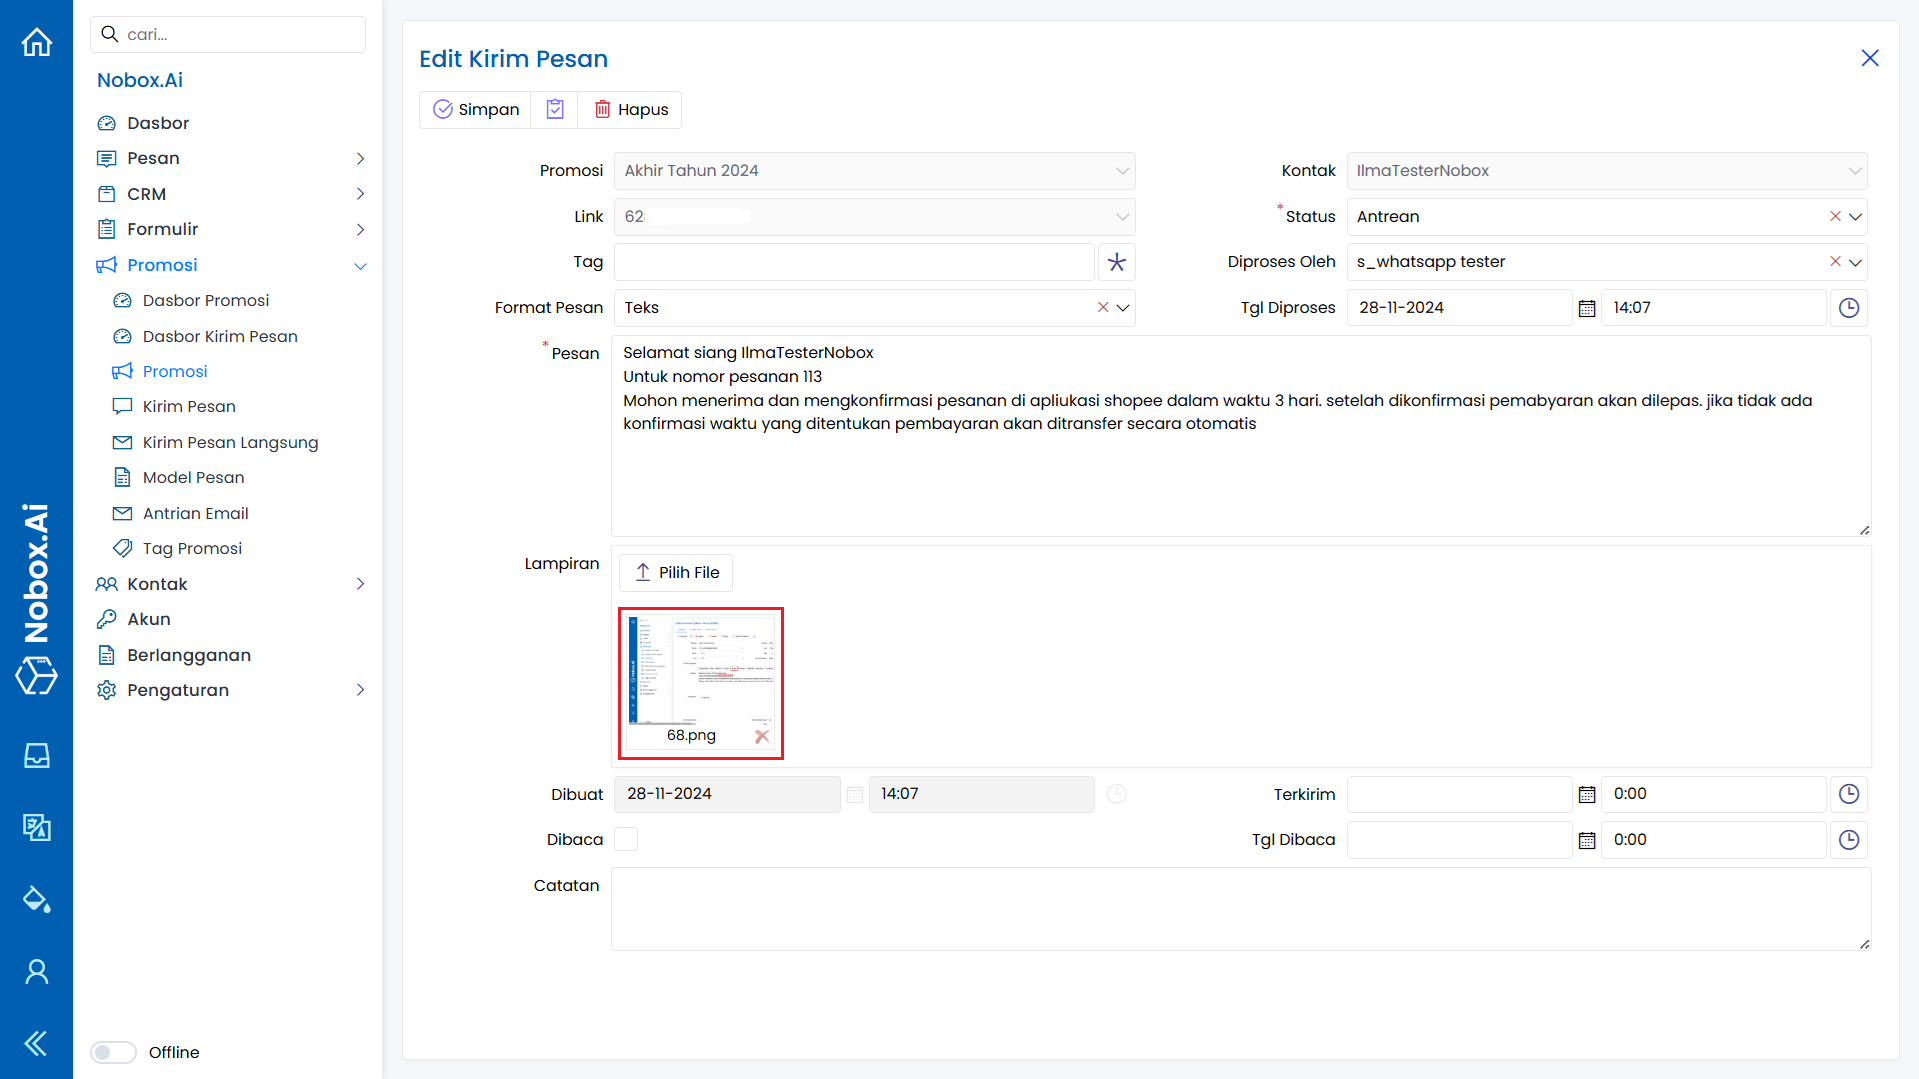 cari...
Nobox.Ai
Dasbor
Pesan
CRM
Formulir
Promosi
Dasbor Promosi
Dasbor Kirim Pesan
Promosi
Kirim Pesan
Kirim Pesan Langsung
Model Pesan
Antrian Email
Tag Promosi
Kontak
Akun
Berlangganan
Pengaturan
Offline
Nobox.Ai
Edit Kirim Pesan
Simpan
Hapus
Promosi Akhir Tahun 2024
Kontak IlmaTesterNobox
Link 62
* Status Antrean
Tag
Diproses Oleh s_whatsapp tester
Format Pesan Teks
Tgl Diproses 28-11-2024 14:07
* Pesan
Selamat siang IlmaTesterNobox
Untuk nomor pesanan 113
Mohon menerima dan mengkonfirmasi pesanan di apliukasi shopee dalam waktu 3 hari. setelah dikonfirmasi pemabyaran akan dilepas. jika tidak ada
konfirmasi waktu yang ditentukan pembayaran akan ditransfer secara otomatis
Lampiran
Pilih File
68.png
Dibuat 28-11-2024 14:07
Terkirim 0:00
Dibaca
Tgl Dibaca 0:00
Catatan